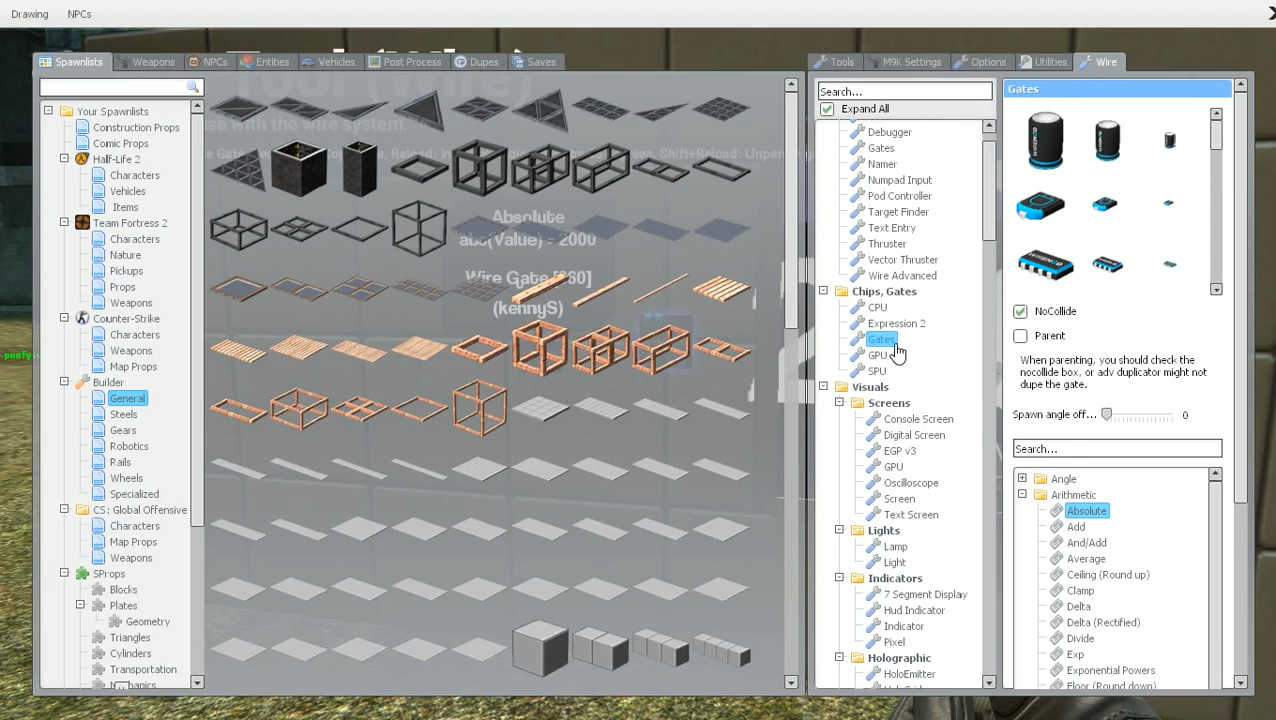 Drawing NPCs
Spawnlists Weapons NPCs Entities Vehicles Post Process Dupes Saves
Your Spawnlists
Construction Props
Comic Props
Half-Life 2
Characters
Vehicles
Items
Team Fortress 2
Characters
Nature
Pickups
Props
Weapons
Counter-Strike
Characters
Weapons
Map Props
Builder
General
Steels
Gears
Robotics
Rails
Wheels
Specialized
CS: Global Offensive
Characters
Map Props
Weapons
SProps
Blocks
Plates
Geometry
Triangles
Cylinders
Transportation
Tool (Wire)
se with the wire system.
Absolute
abs(Value) = 2000
Wire Gate [660]
(kennyS)
Tools M9K Settings Options Utilities Wire
Search...
Expand All
Debugger
Gates
Namer
Numpad Input
Pod Controller
Target Finder
Text Entry
Thruster
Vector Thruster
Wire Advanced
Chips, Gates
CPU
Expression 2
Gates
GPU
SPU
Visuals
Screens
Console Screen
Digital Screen
EGP v3
GPU
Oscilloscope
Screen
Text Screen
Lights
Lamp
Light
Indicators
7 Segment Display
Hud Indicator
Indicator
Pixel
Holographic
HoloEmitter
Gates
NoCollide
Parent
When parenting, you should check the
nocollide box, or adv duplicator might not
dupe the gate.
Spawn angle off... 0
Search...
Angle
Arithmetic
Absolute
Add
And/Add
Average
Ceiling (Round up)
Clamp
Delta
Delta (Rectified)
Divide
Exp
Exponential Powers
Floor (Round down)